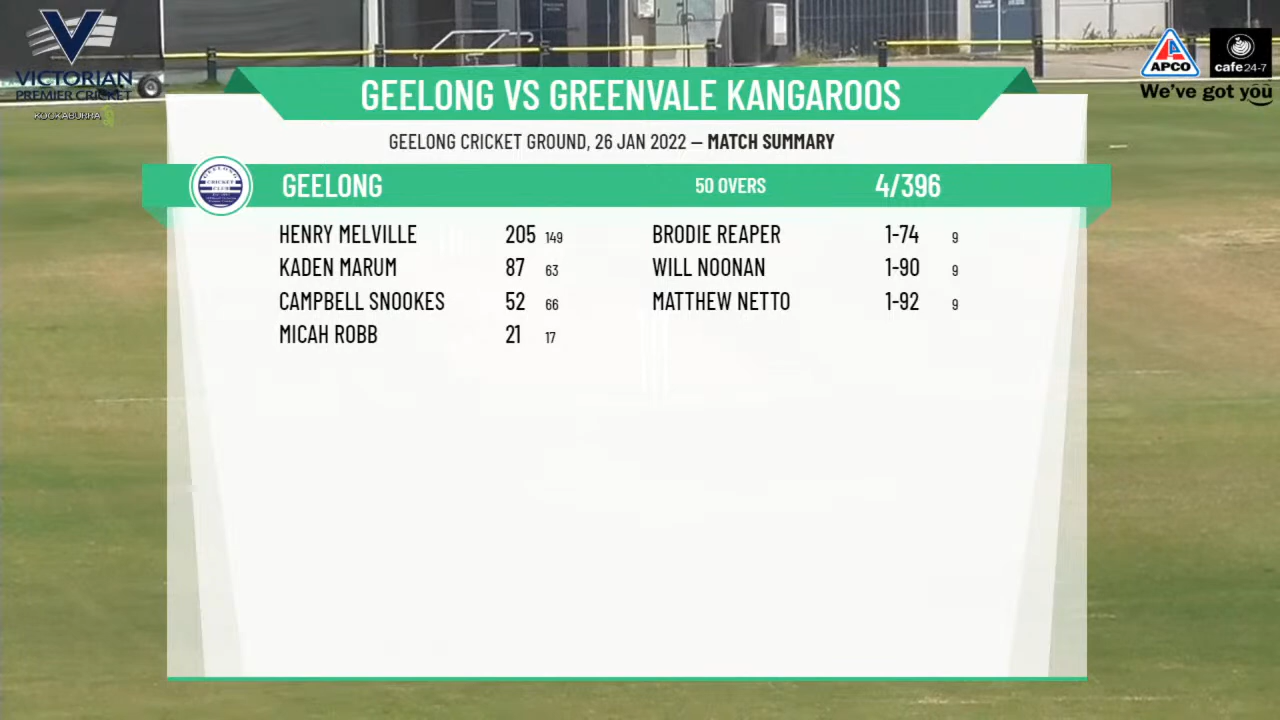 VICTORIAN
PREMIER CRICKET
KOOKABURRA
APCO
cafe24-7
We've got you
GEELONG VS GREENVALE KANGAROOS
GEELONG CRICKET GROUND, 26 JAN 2022 – MATCH SUMMARY
GEELONG 50 OVERS 4/396
HENRY MELVILLE 205 149 BRODIE REAPER 1-74 9
KADEN MARUM 87 63 WILL NOONAN 1-90 9
CAMPBELL SNOOKES 52 66 MATTHEW NETTO 1-92 9
MICAH ROBB 21 17